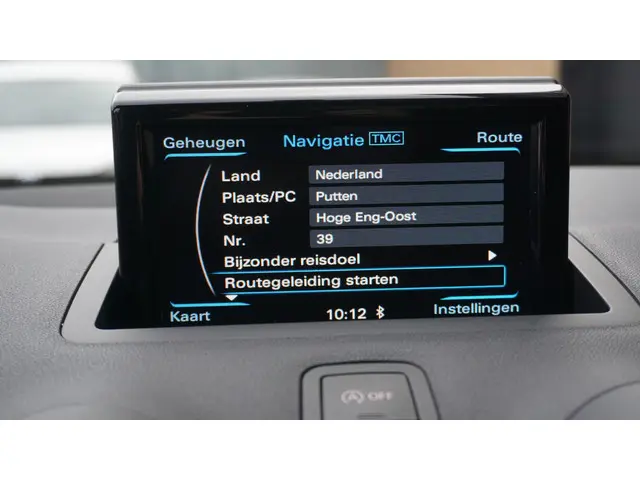 Geheugen Navigatie TMC Route
Land Nederland
Plaats/PC Putten
Straat Hoge Eng-Oost
Nr. 39
Bijzonder reisdoel
Routegeleiding starten
Kaart 10:12 Instellingen
A OFF